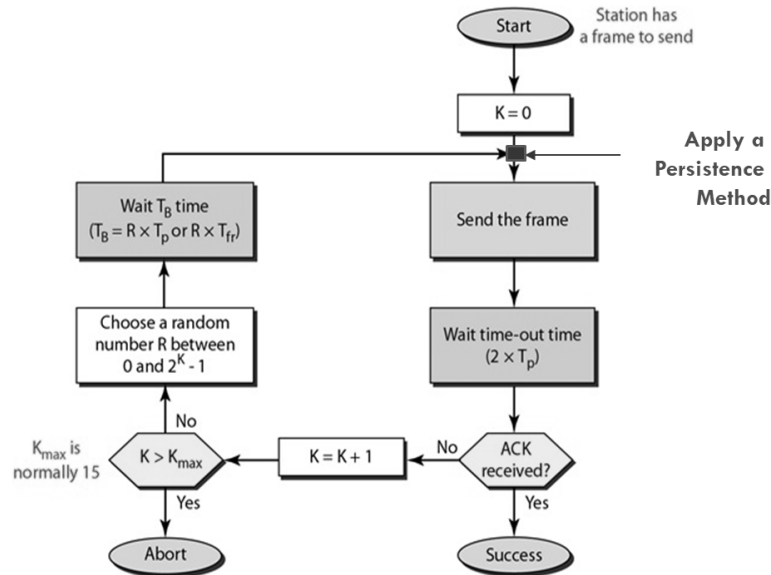 Start
Station has
a frame to send
K = 0
Apply a
Persistence
Method
Wait T_B time
(T_B = R × T_p or R × T_fr)
Send the frame
Choose a random
number R between
0 and 2^K - 1
Wait time-out time
(2 × T_p)
No
K_max is
normally 15
K > K_max
K = K + 1
No
ACK
received?
Yes
Yes
Abort
Success